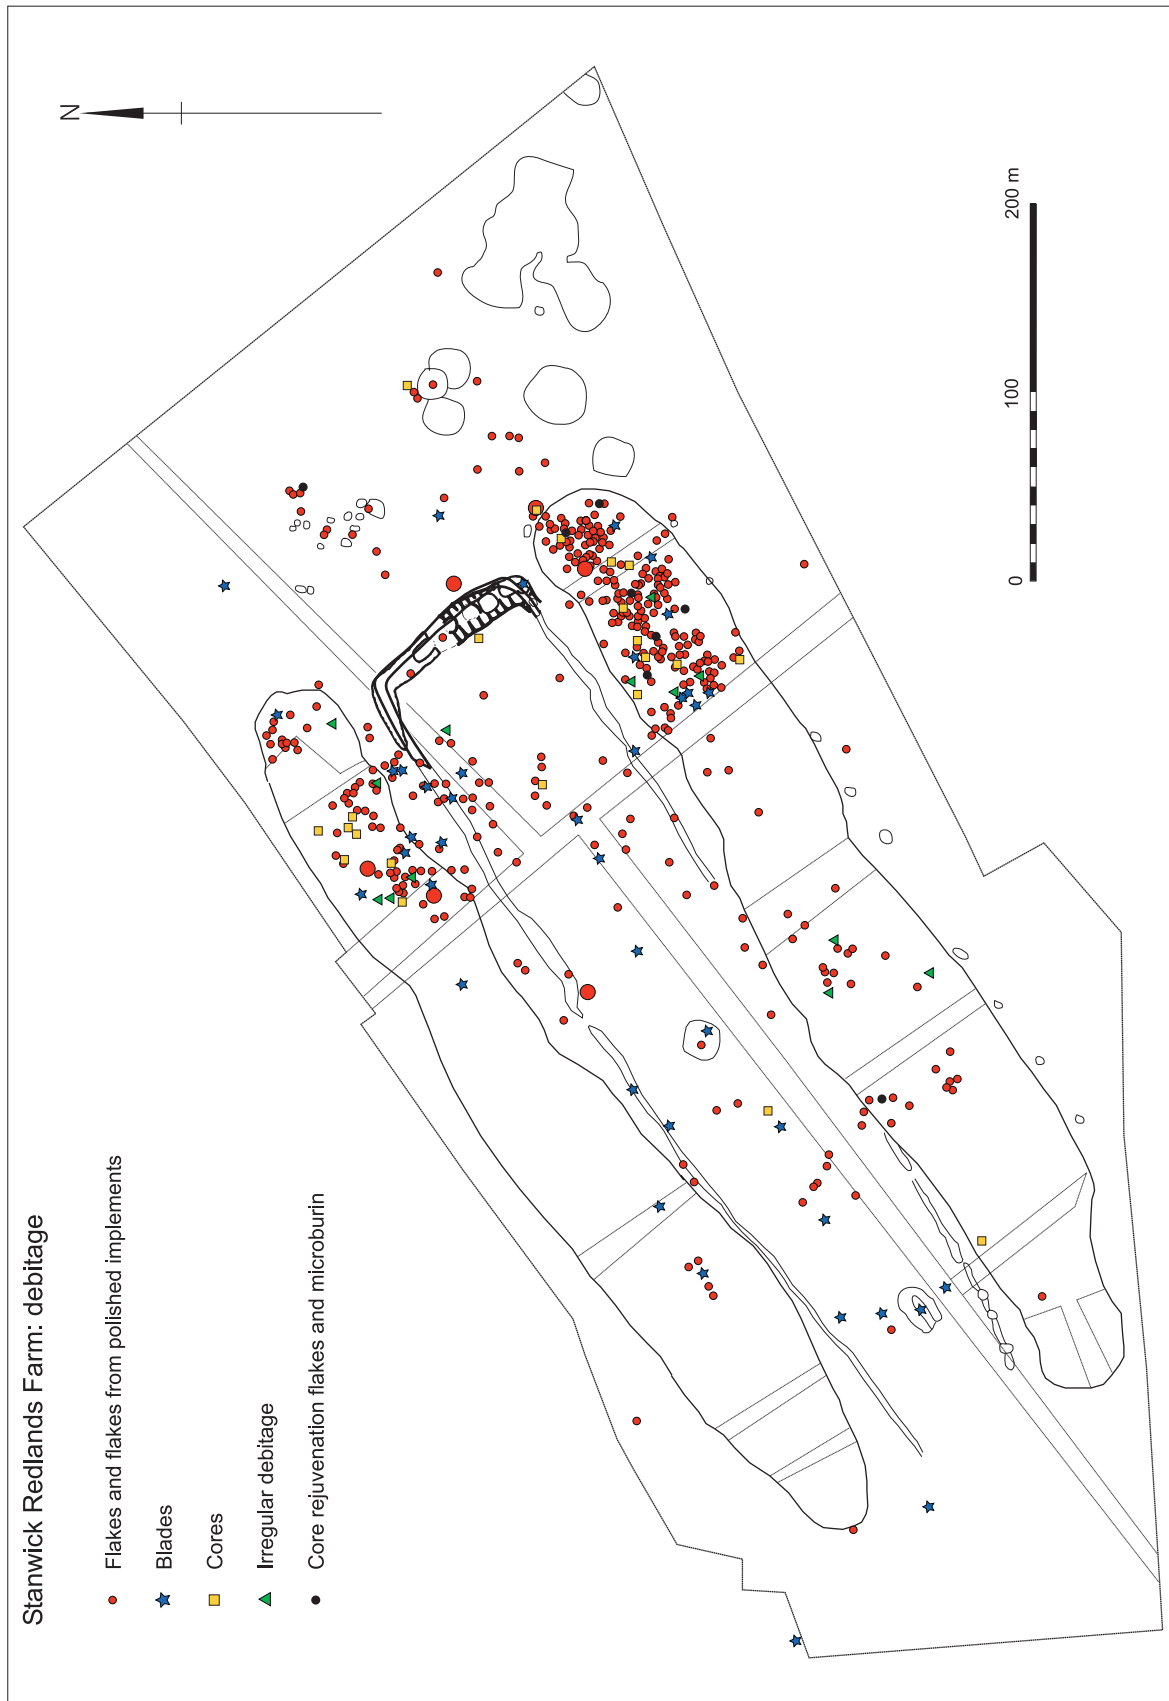 Stanwick Redlands Farm: debitage
Flakes and flakes from polished implements
Blades
Cores
Irregular debitage
Core rejuvenation flakes and microburin
N
0
100
200 m